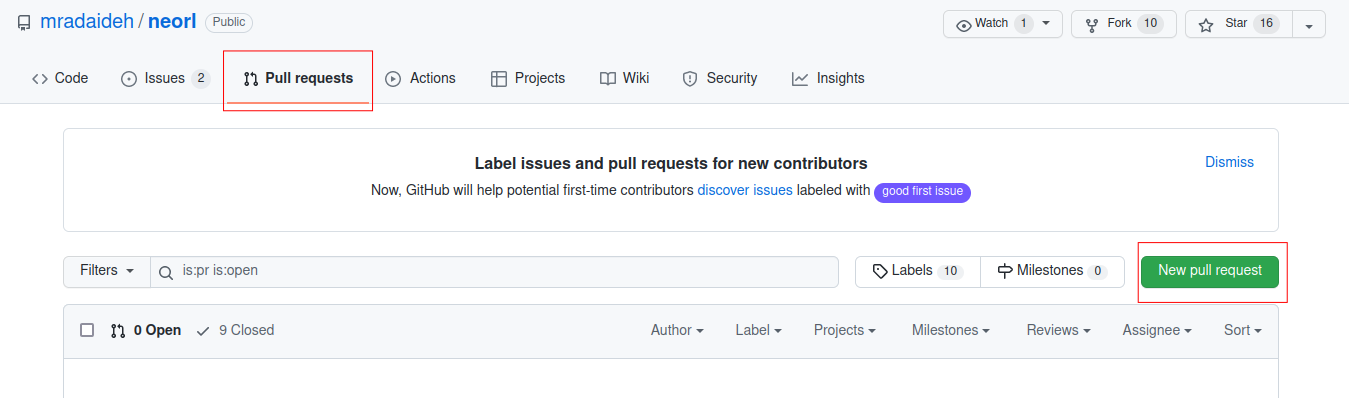 mradaideh / neorl Public Watch 1 Fork 10 Star 16
Code Issues 2 Pull requests Actions Projects Wiki Security Insights
Label issues and pull requests for new contributors Dismiss
Now, GitHub will help potential first-time contributors discover issues labeled with good first issue
Filters is:pr is:open Labels 10 Milestones 0 New pull request
0 Open 9 Closed Author Label Projects Milestones Reviews Assignee Sort